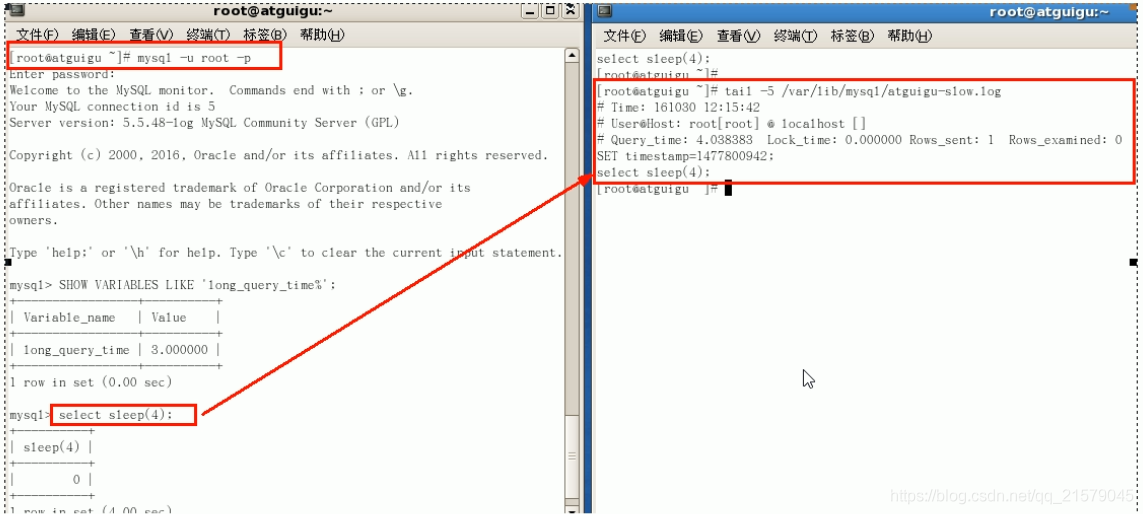 root@atguigu:~
文件(F) 编辑(E) 查看(V) 终端(T) 标签(B) 帮助(H)
[root@atguigu ~]# mysql -u root -p
Enter password:
Welcome to the MySQL monitor.  Commands end with ; or \g.
Your MySQL connection id is 5
Server version: 5.5.48-log MySQL Community Server (GPL)
Copyright (c) 2000, 2016, Oracle and/or its affiliates. All rights reserved.
Oracle is a registered trademark of Oracle Corporation and/or its
affiliates. Other names may be trademarks of their respective
owners.
Type 'help;' or '\h' for help. Type '\c' to clear the current input statement.
mysql> SHOW VARIABLES LIKE 'long_query_time%';
+-----------------+----------+
| Variable_name   | Value    |
+-----------------+----------+
| long_query_time | 3.000000 |
+-----------------+----------+
1 row in set (0.00 sec)
mysql> select sleep(4);
+----------+
| sleep(4) |
+----------+
|        0 |
+----------+
1 row in set (4.00 sec)
root@atguigu:~
文件(F) 编辑(E) 查看(V) 终端(T) 标签(B) 帮助(H)
select sleep(4);
[root@atguigu ~]#
[root@atguigu ~]# tail -5 /var/lib/mysql/atguigu-slow.log
# Time: 161030 12:15:42
# User@Host: root[root] @ localhost []
# Query_time: 4.038383  Lock_time: 0.000000 Rows_sent: 1  Rows_examined: 0
SET timestamp=1477800942;
select sleep(4);
[root@atguigu ~]#
https://blog.csdn.net/qq_21579045